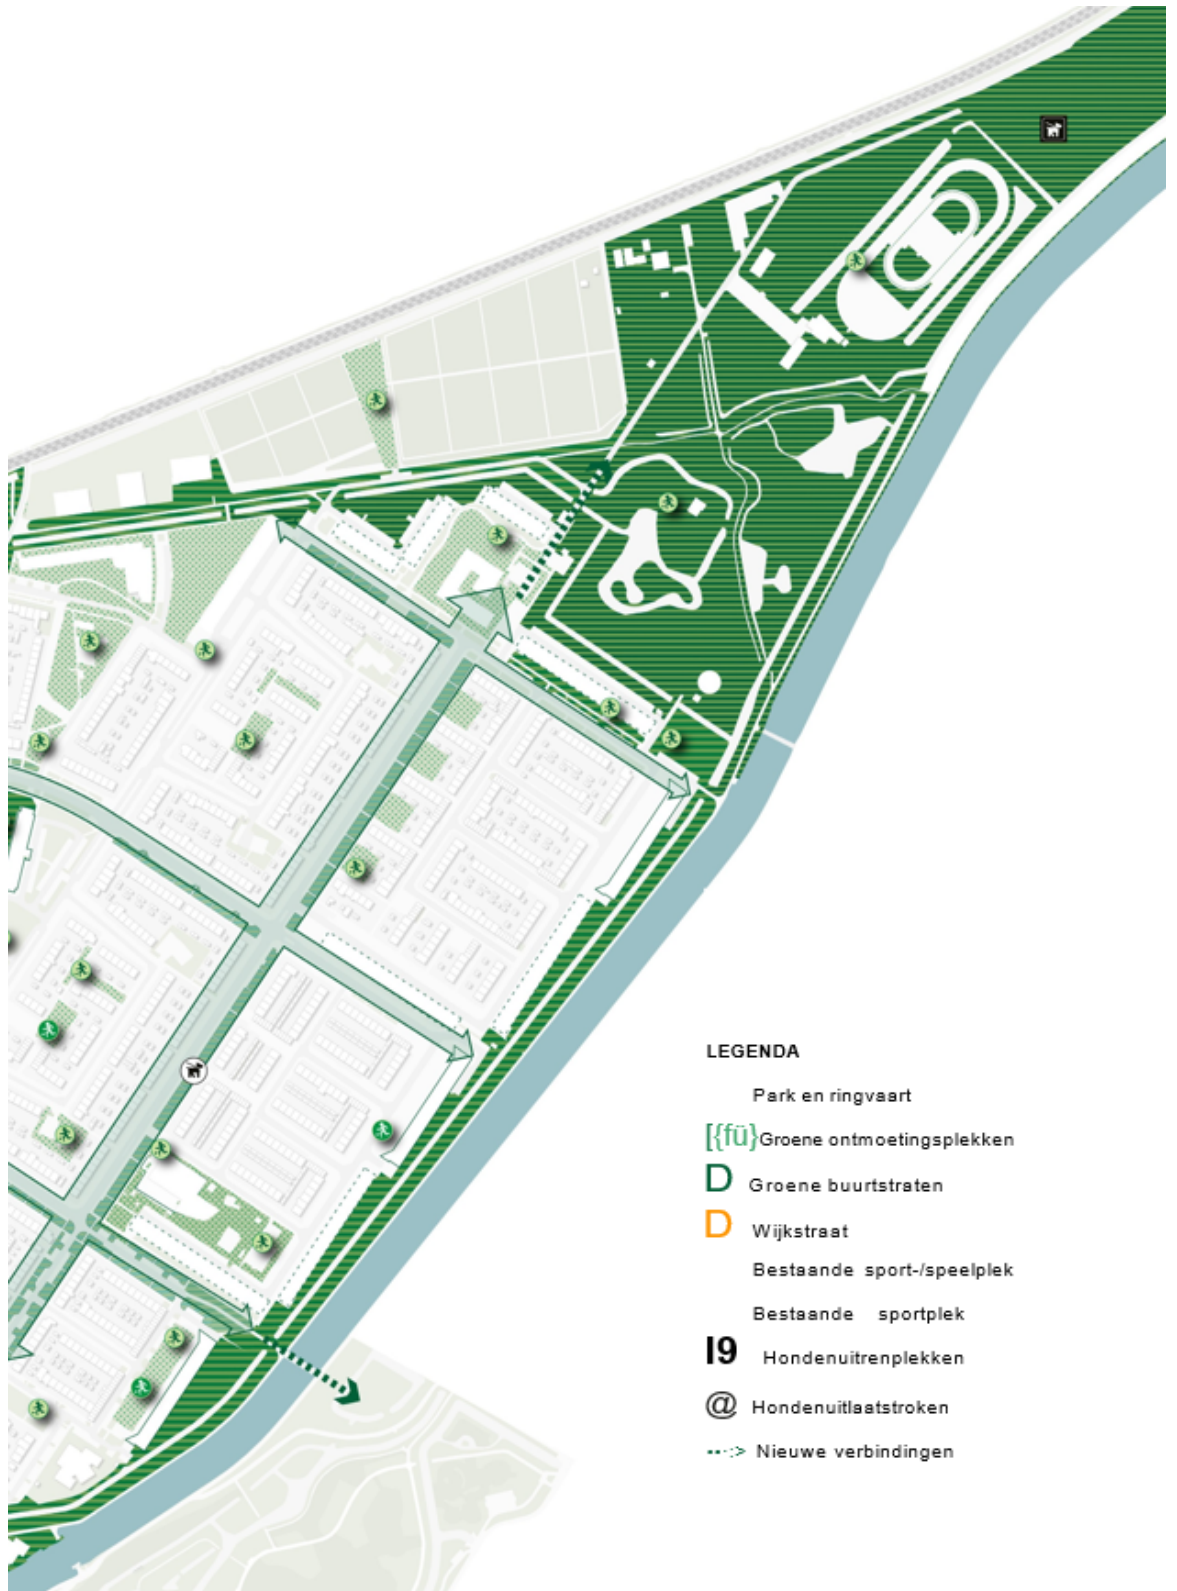 LEGENDA
Park en ringvaart
[{fü}Groene ontmoetingsplekken
D Groene buurtstraten
D Wijkstraat
Bestaande sport-/speelplek
Bestaande sportplek
I9 Hondenuitrenplekken
@ Hondenuitlaatstroken
--·:> Nieuwe verbindingen